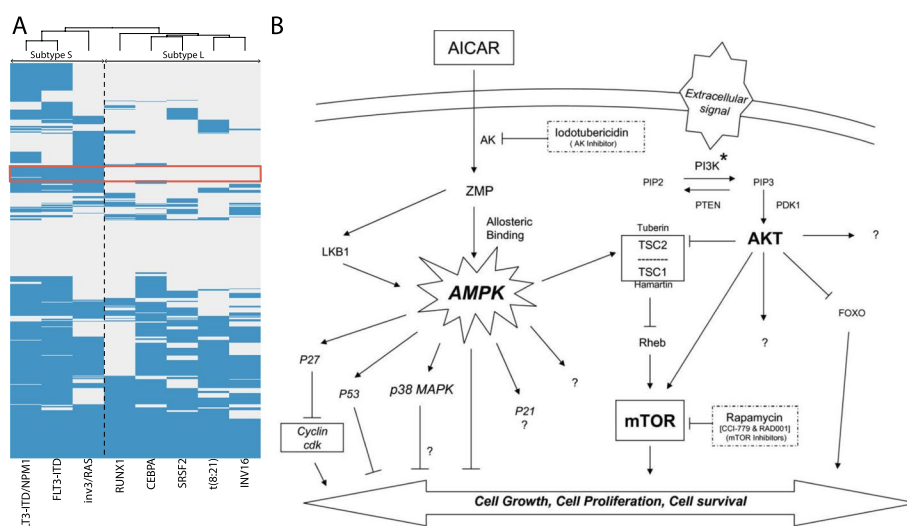 A
Subtype S
Subtype L
LT3-ITD/NPM1
FLT3-ITD
inv3/RAS
RUNX1
CEBPA
SRSF2
t(8:21)
INV16
B
AICAR
Extracellular
signal
AK
Iodotubericidin
( AK Inhibitor)
PI3K*
PIP2
PIP3
PTEN
PDK1
ZMP
Allosteric
Binding
LKB1
Tuberin
TSC2
--------
TSC1
Hamartin
AKT
?
AMPK
FOXO
Rheb
?
P27
P53
p38 MAPK
P21
?
?
Cyclin
cdk
?
mTOR
Rapamycin
[CCI-779 & RAD001]
(mTOR Inhibitors)
Cell Growth, Cell Proliferation, Cell survival